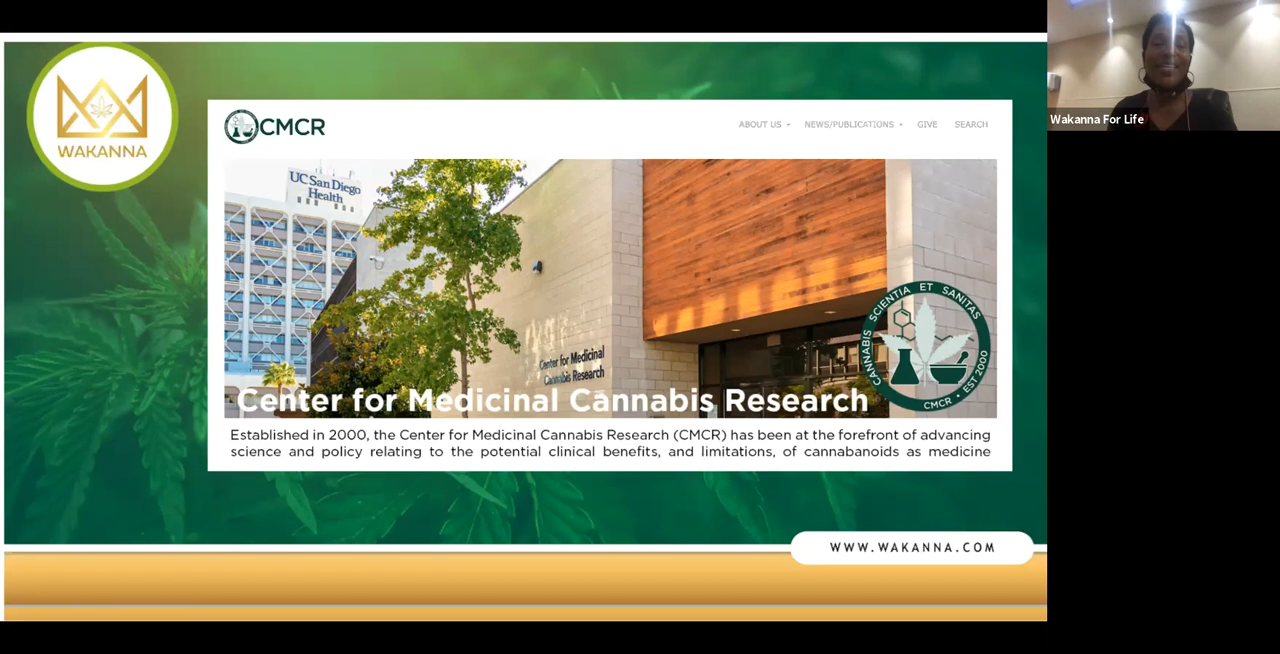 WAKANNA
CMCR
ABOUT US
NEWS/PUBLICATIONS
GIVE
SEARCH
UC San Diego
Health
Center for Medicinal
Cannabis Research
CANNABIS SCIENTIA ET SANITAS
CMCR • EST 2000
Center for Medicinal Cannabis Research
Established in 2000, the Center for Medicinal Cannabis Research (CMCR) has been at the forefront of advancing
science and policy relating to the potential clinical benefits, and limitations, of cannabanoids as medicine
WWW.WAKANNA.COM
Wakanna For Life